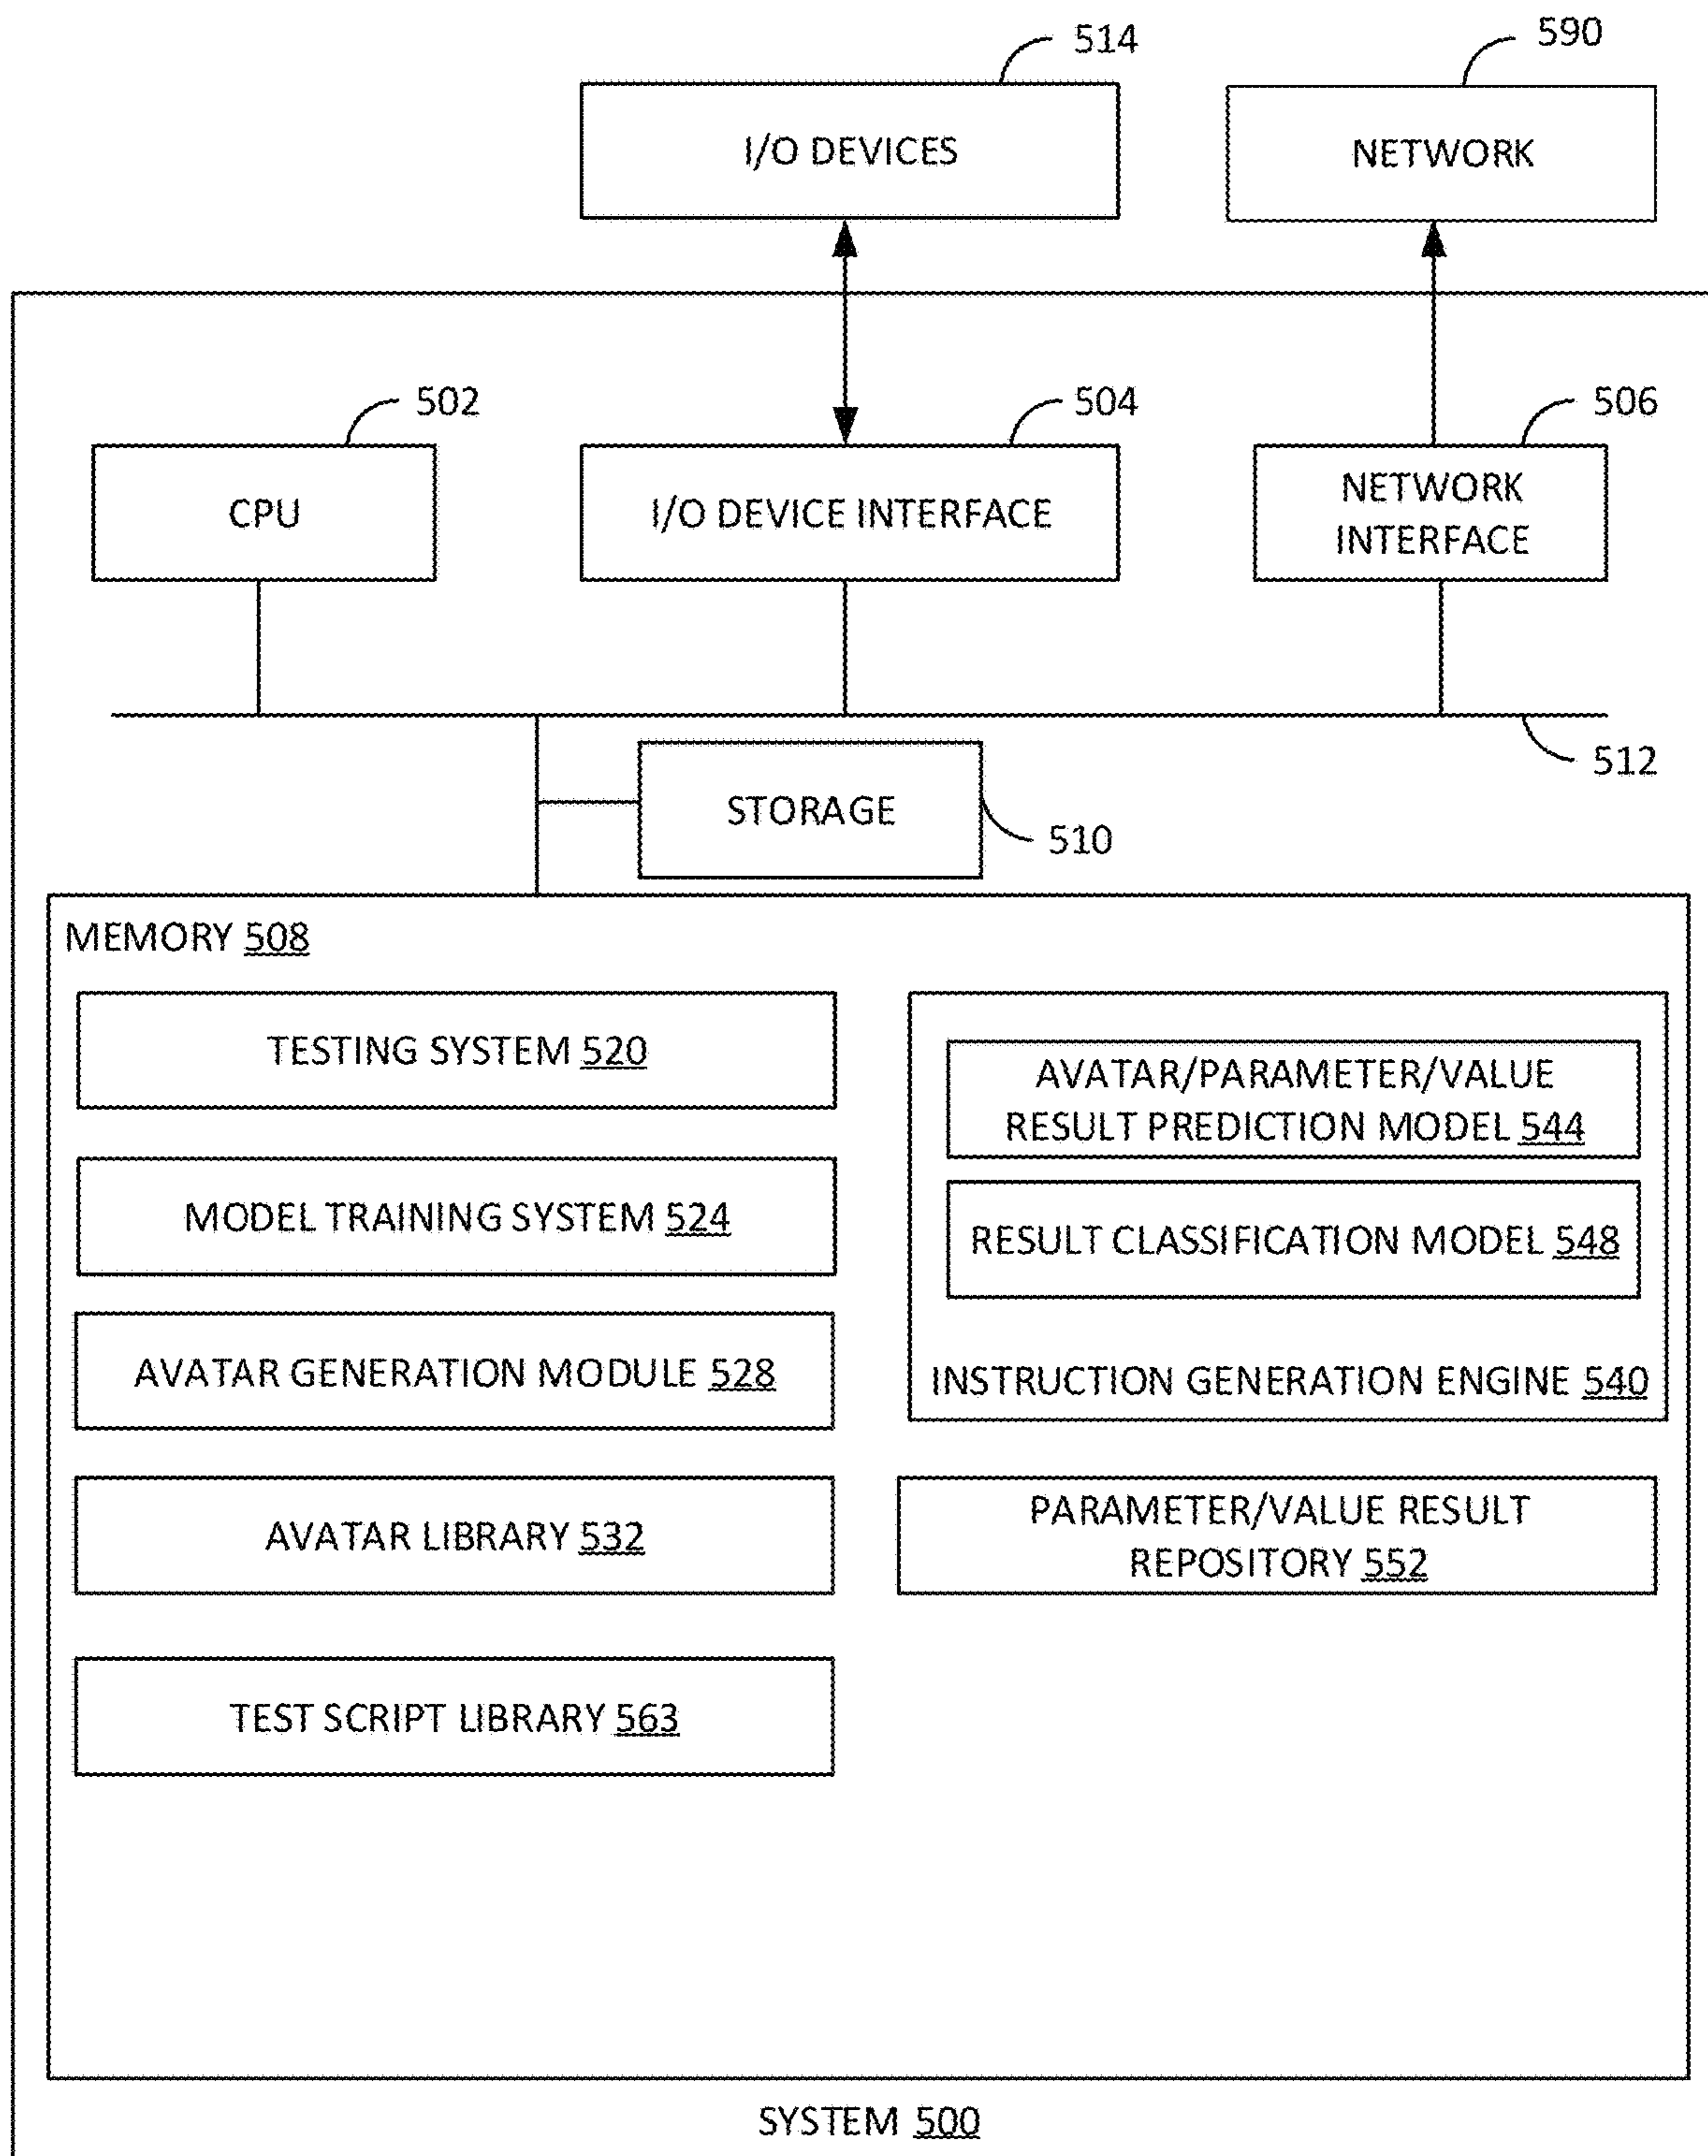 514
590
I/O DEVICES
NETWORK
502
504
506
CPU
I/O DEVICE INTERFACE
NETWORK
INTERFACE
512
STORAGE
510
MEMORY 508
TESTING SYSTEM 520
MODEL TRAINING SYSTEM 524
AVATAR GENERATION MODULE 528
AVATAR LIBRARY 532
TEST SCRIPT LIBRARY 563
AVATAR/PARAMETER/VALUE
RESULT PREDICTION MODEL 544
RESULT CLASSIFICATION MODEL 548
INSTRUCTION GENERATION ENGINE 540
PARAMETER/VALUE RESULT
REPOSITORY 552
SYSTEM 500